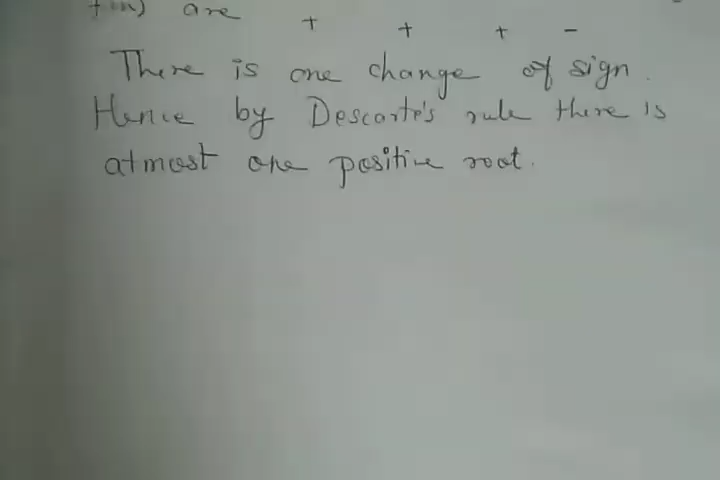 f(x) are
+ + + -
There is one change of sign.
Hence by Descarte's rule there is
atmost one positive root.